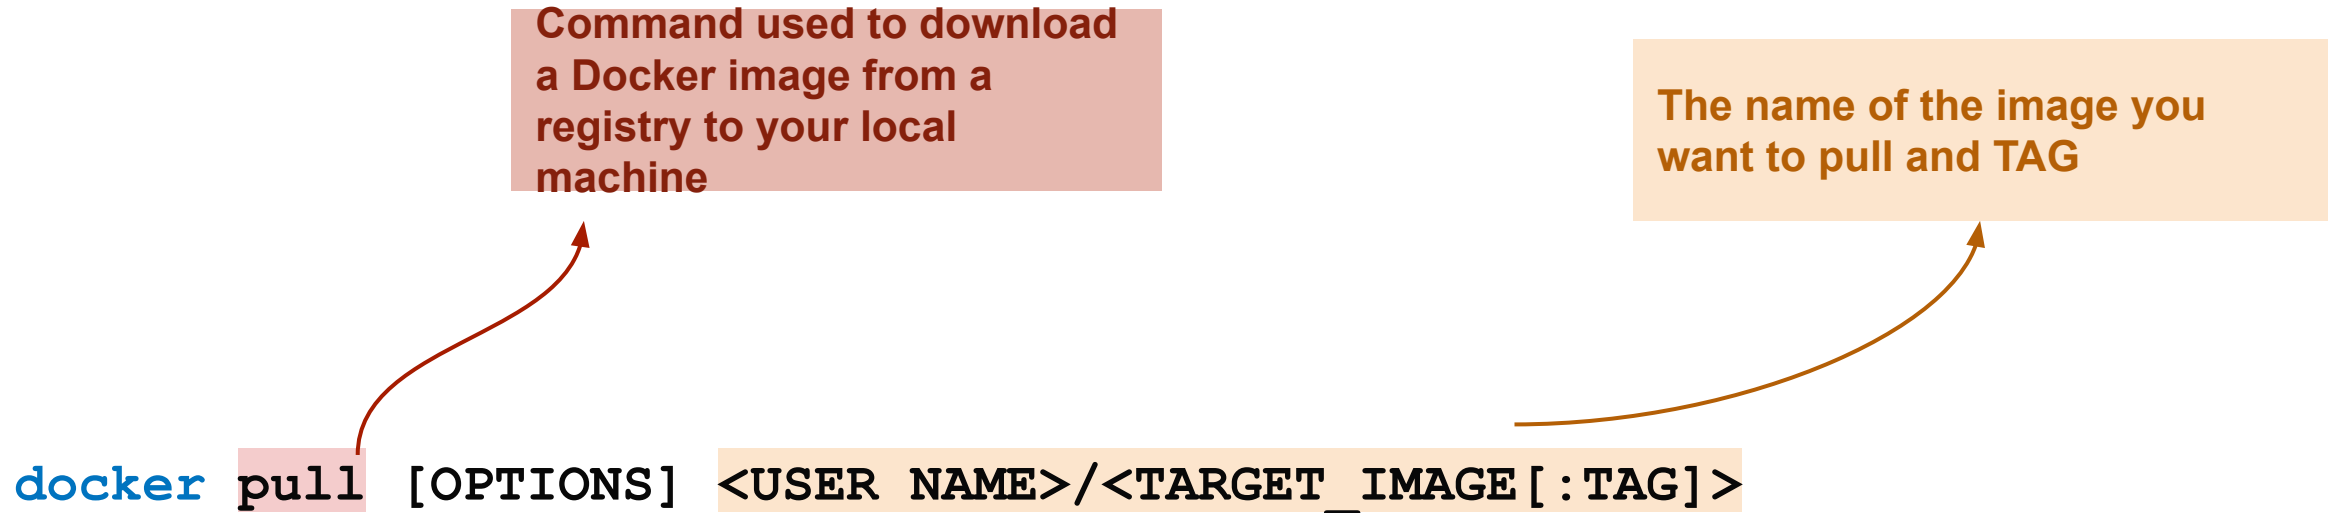 Command used to download
a Docker image from a
registry to your local
machine
The name of the image you
want to pull and TAG
docker pull [OPTIONS] <USER NAME>/<TARGET_IMAGE[:TAG]>